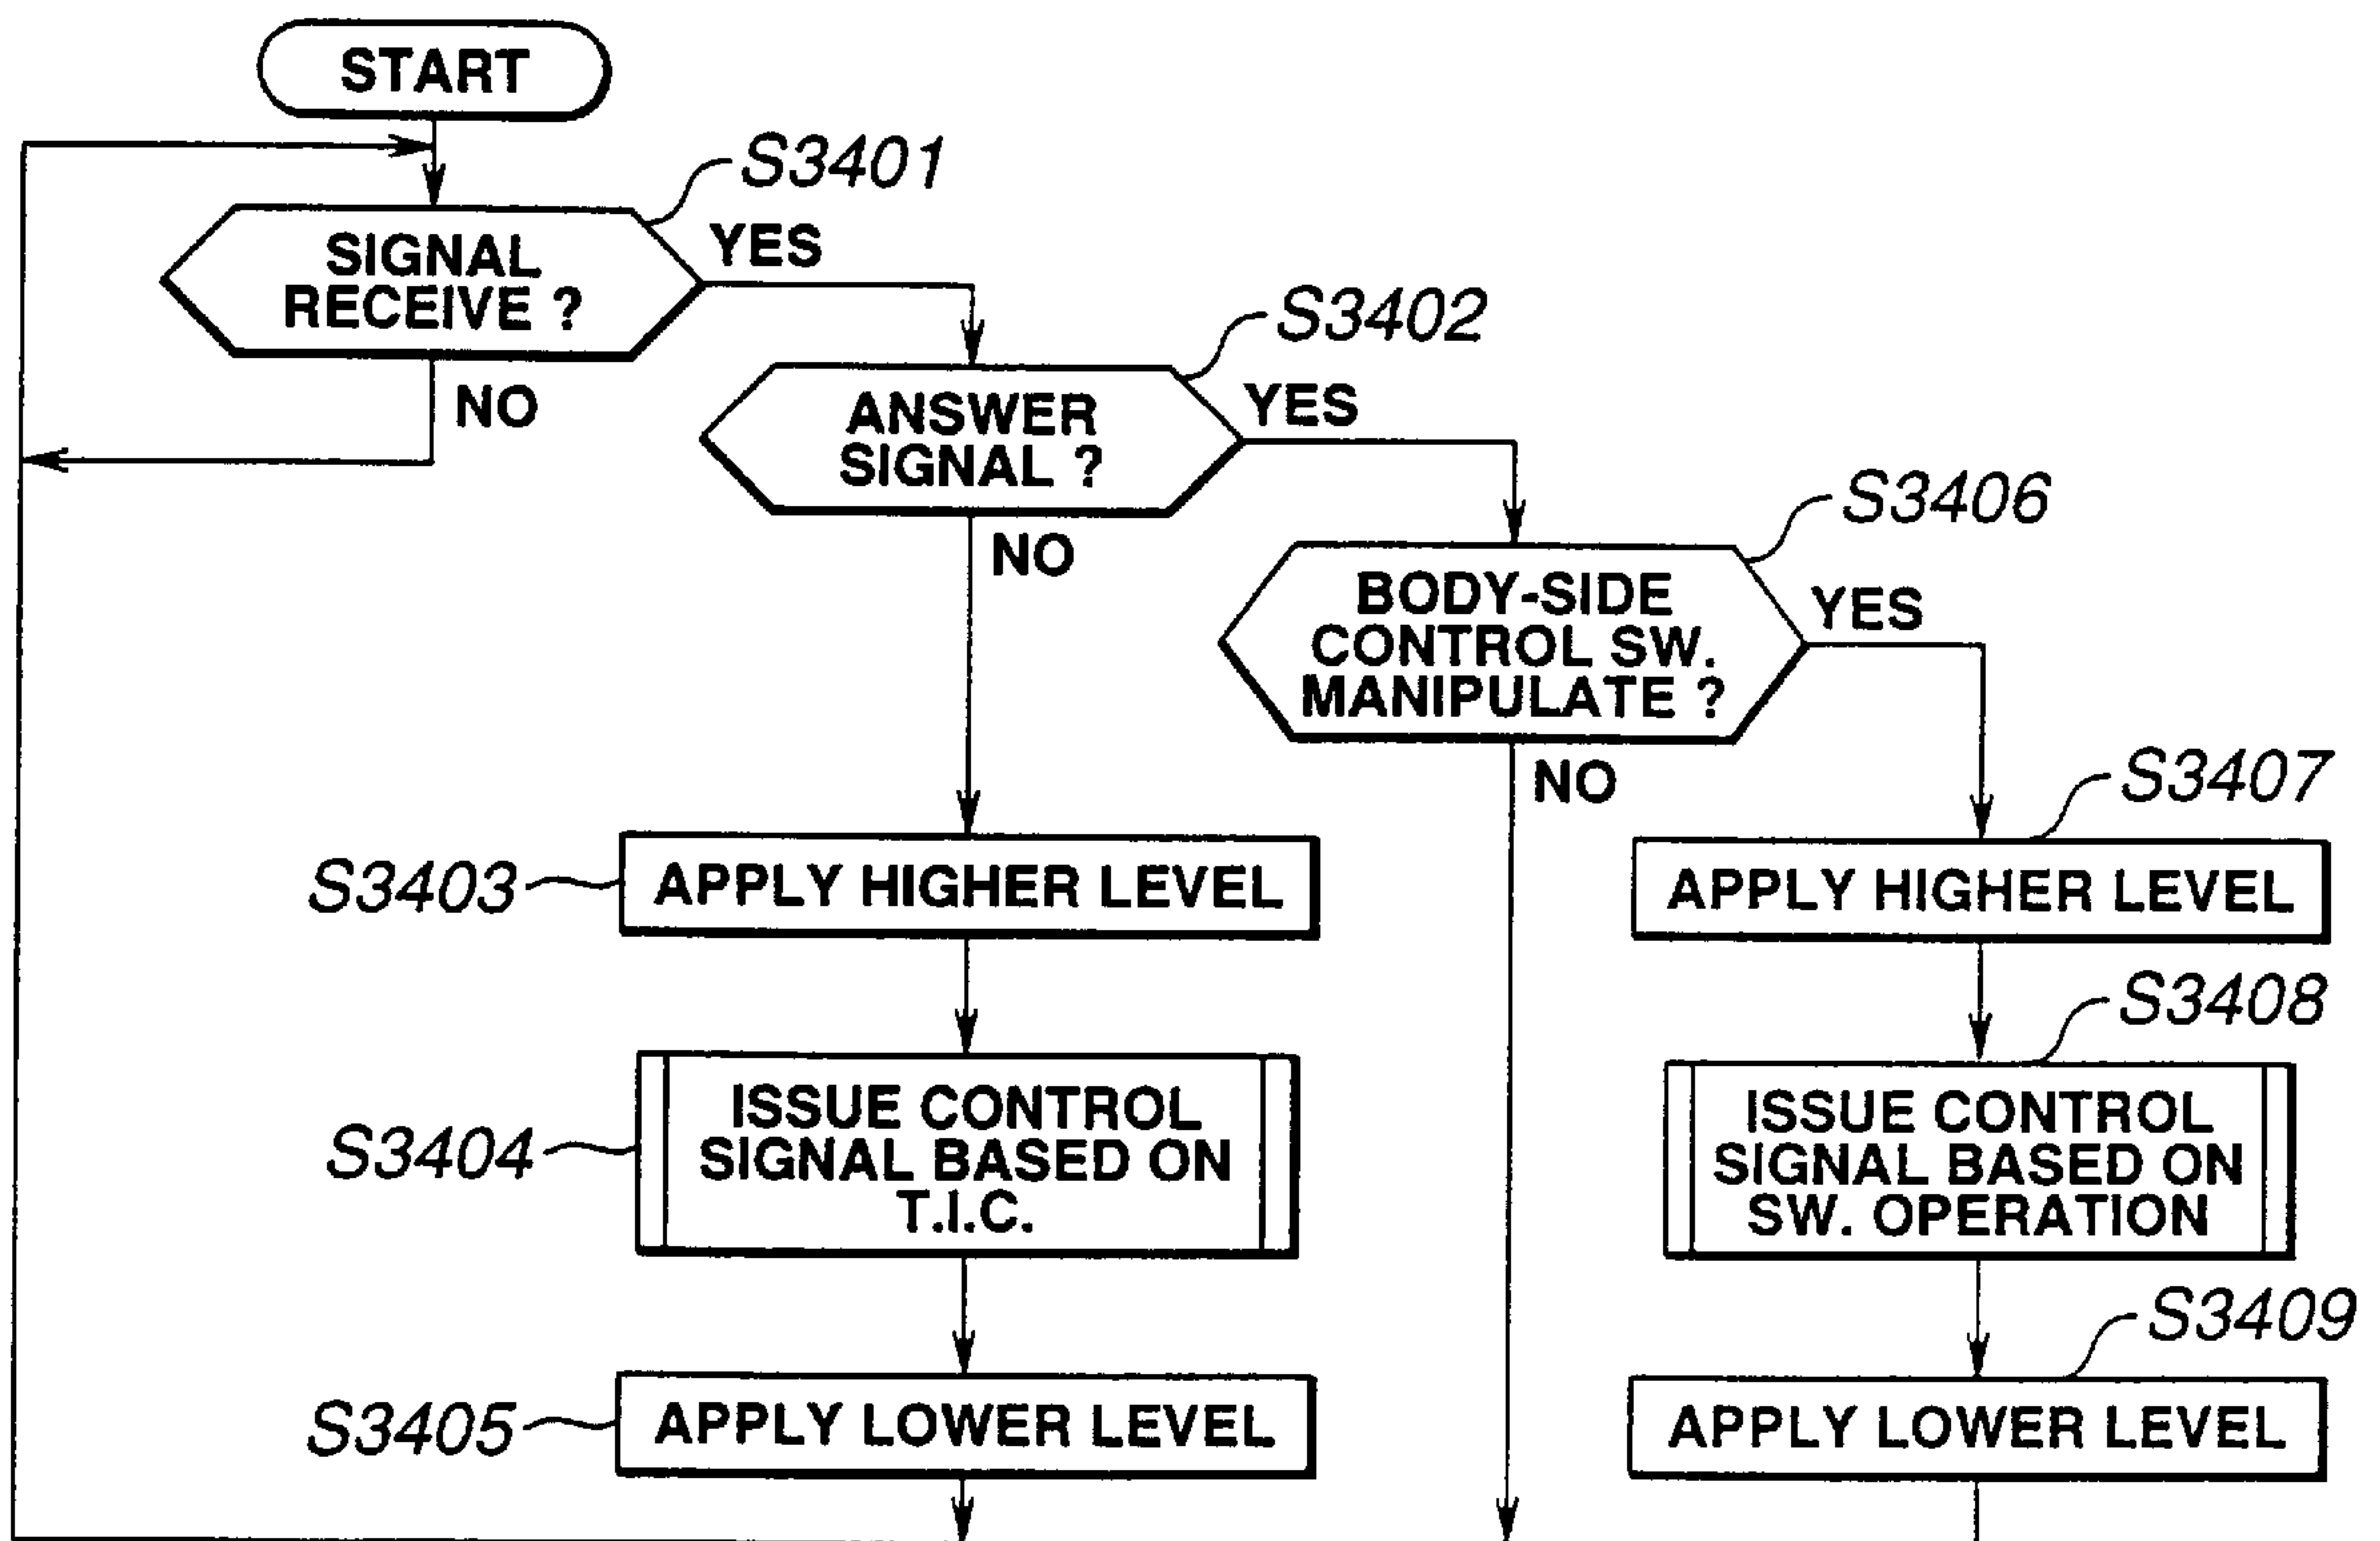 START
S3401
SIGNAL
RECEIVE ?
YES
NO
S3402
ANSWER
SIGNAL ?
YES
NO
S3406
BODY-SIDE
CONTROL SW.
MANIPULATE ?
YES
NO
S3403
APPLY HIGHER LEVEL
S3407
APPLY HIGHER LEVEL
S3404
ISSUE CONTROL
SIGNAL BASED ON
T.I.C.
S3408
ISSUE CONTROL
SIGNAL BASED ON
SW. OPERATION
S3405
APPLY LOWER LEVEL
S3409
APPLY LOWER LEVEL